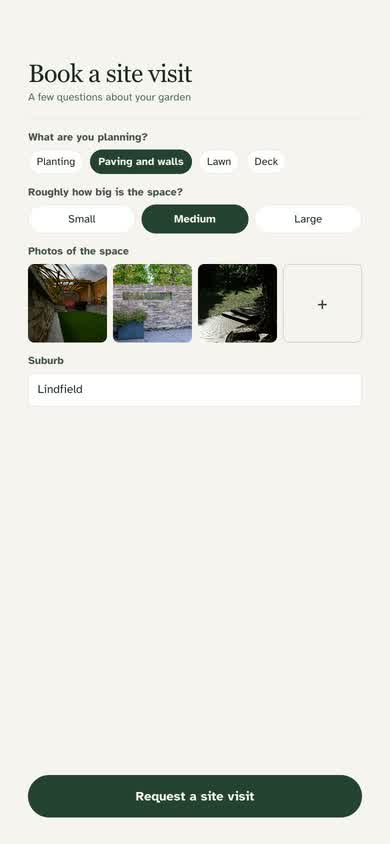 Book a site visit
A few questions about your garden
What are you planning?
Planting Paving and walls Lawn Deck
Roughly how big is the space?
Small Medium Large
Photos of the space
+
Suburb
Lindfield
Request a site visit